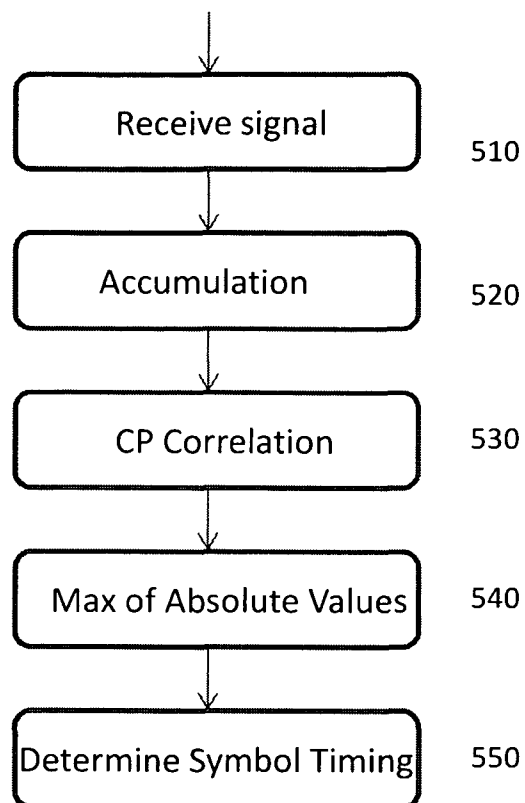 Receive signal
510
Accumulation
520
CP Correlation
530
Max of Absolute Values
540
Determine Symbol Timing
550